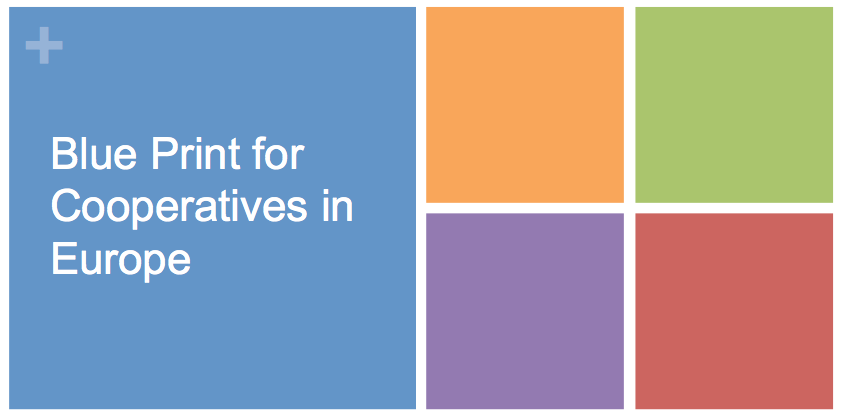 +
Blue Print for
Cooperatives in
Europe